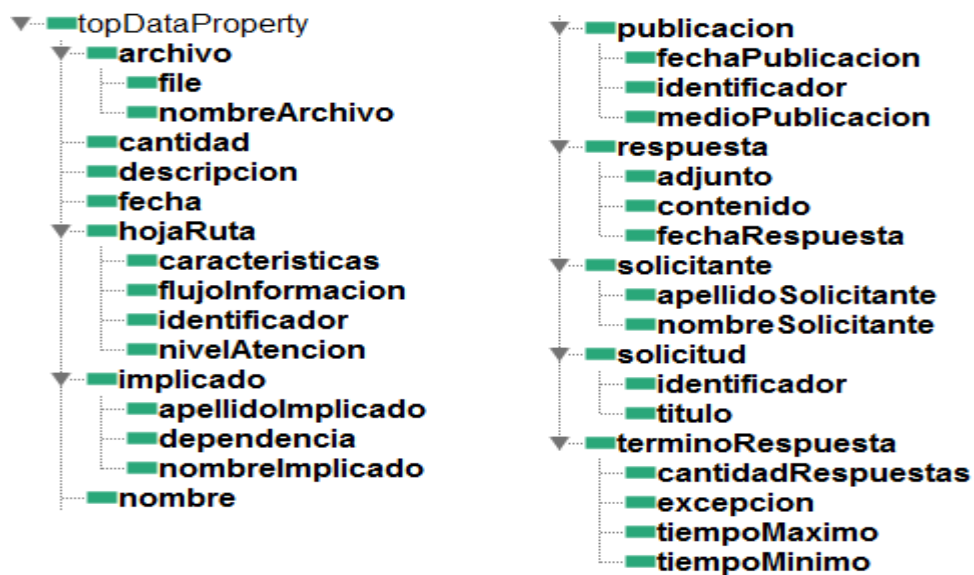 topDataProperty
archivo
file
nombreArchivo
cantidad
descripcion
fecha
hojaRuta
caracteristicas
flujoInformacion
identificador
nivelAtencion
implicado
apellidoImplicado
dependencia
nombreImplicado
nombre
publicacion
fechaPublicacion
identificador
medioPublicacion
respuesta
adjunto
contenido
fechaRespuesta
solicitante
apellidoSolicitante
nombreSolicitante
solicitud
identificador
titulo
terminoRespuesta
cantidadRespuestas
excepcion
tiempoMaximo
tiempoMinimo